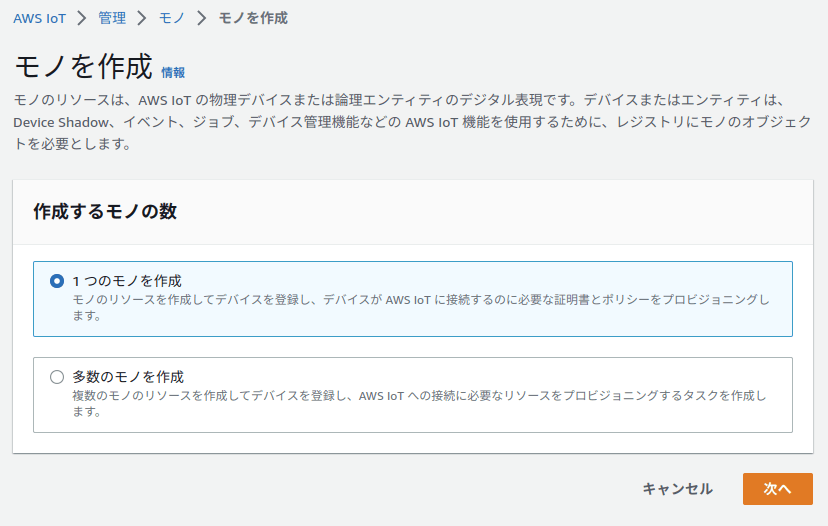 AWS IoT > 管理 > モノ > モノを作成
モノを作成 情報
モノのリソースは、AWS IoT の物理デバイスまたは論理エンティティのデジタル表現です。デバイスまたはエンティティは、
Device Shadow、イベント、ジョブ、デバイス管理機能などの AWS IoT 機能を使用するために、レジストリにモノのオブジェク
トを必要とします。
作成するモノの数
1 つのモノを作成
モノのリソースを作成してデバイスを登録し、デバイスが AWS IoT に接続するのに必要な証明書とポリシーをプロビジョニングし
ます。
多数のモノを作成
複数のモノのリソースを作成してデバイスを登録し、AWS IoT への接続に必要なリソースをプロビジョニングするタスクを作成し
ます。
キャンセル 次へ